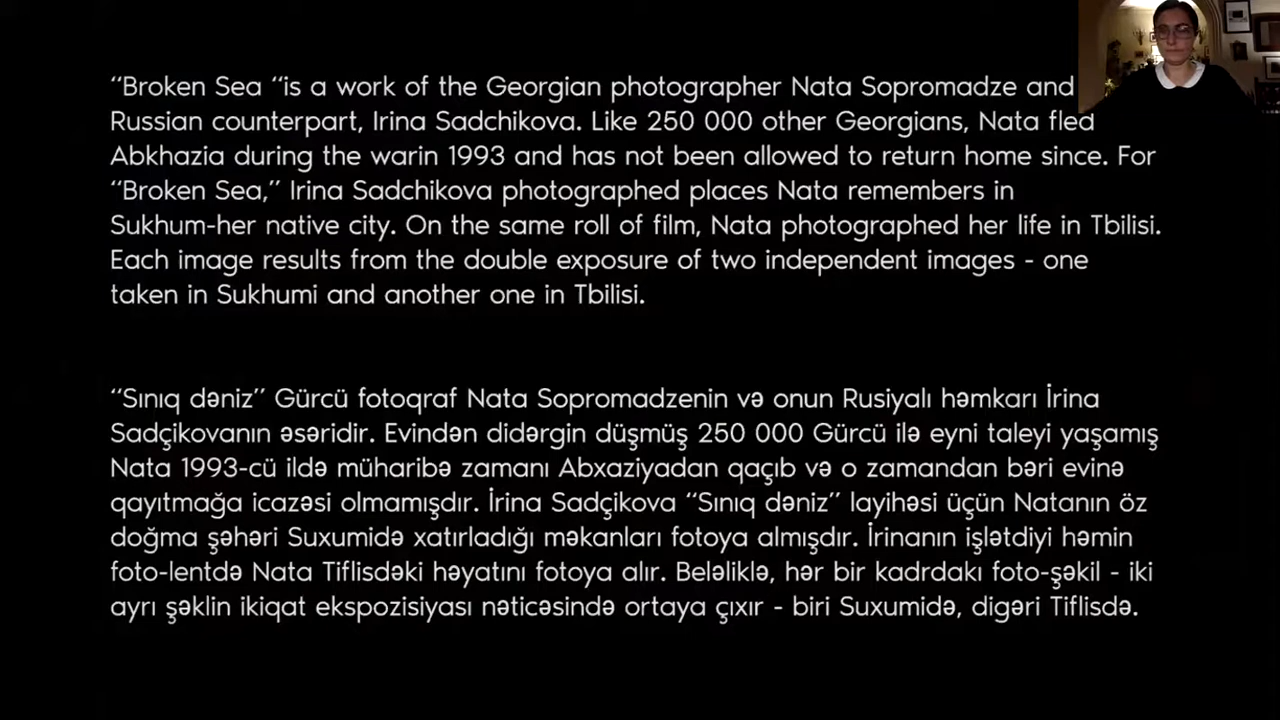 “Broken Sea “is a work of the Georgian photographer Nata Sopromadze and
Russian counterpart, Irina Sadchikova. Like 250 000 other Georgians, Nata fled
Abkhazia during the warin 1993 and has not been allowed to return home since. For
“Broken Sea,” Irina Sadchikova photographed places Nata remembers in
Sukhum-her native city. On the same roll of film, Nata photographed her life in Tbilisi.
Each image results from the double exposure of two independent images - one
taken in Sukhumi and another one in Tbilisi.
“Sınıq dəniz” Gürcü fotoqraf Nata Sopromadzenin və onun Rusiyalı həmkarı İrina
Sadçikovanın əsəridir. Evindən didərgin düşmüş 250 000 Gürcü ilə eyni taleyi yaşamış
Nata 1993-cü ildə müharibə zamanı Abxaziyadan qaçıb və o zamandan bəri evinə
qayıtmağa icazəsi olmamışdır. İrina Sadçikova “Sınıq dəniz” layihəsi üçün Natanın öz
doğma şəhəri Suxumidə xatırladığı məkanları fotoya almışdır. İrinanın işlətdiyi həmin
foto-lentdə Nata Tiflisdəki həyatını fotoya alır. Beləliklə, hər bir kadrdakı foto-şəkil - iki
ayrı şəklin ikiqat ekspozisiyası nəticəsində ortaya çıxır - biri Suxumidə, digəri Tiflisdə.